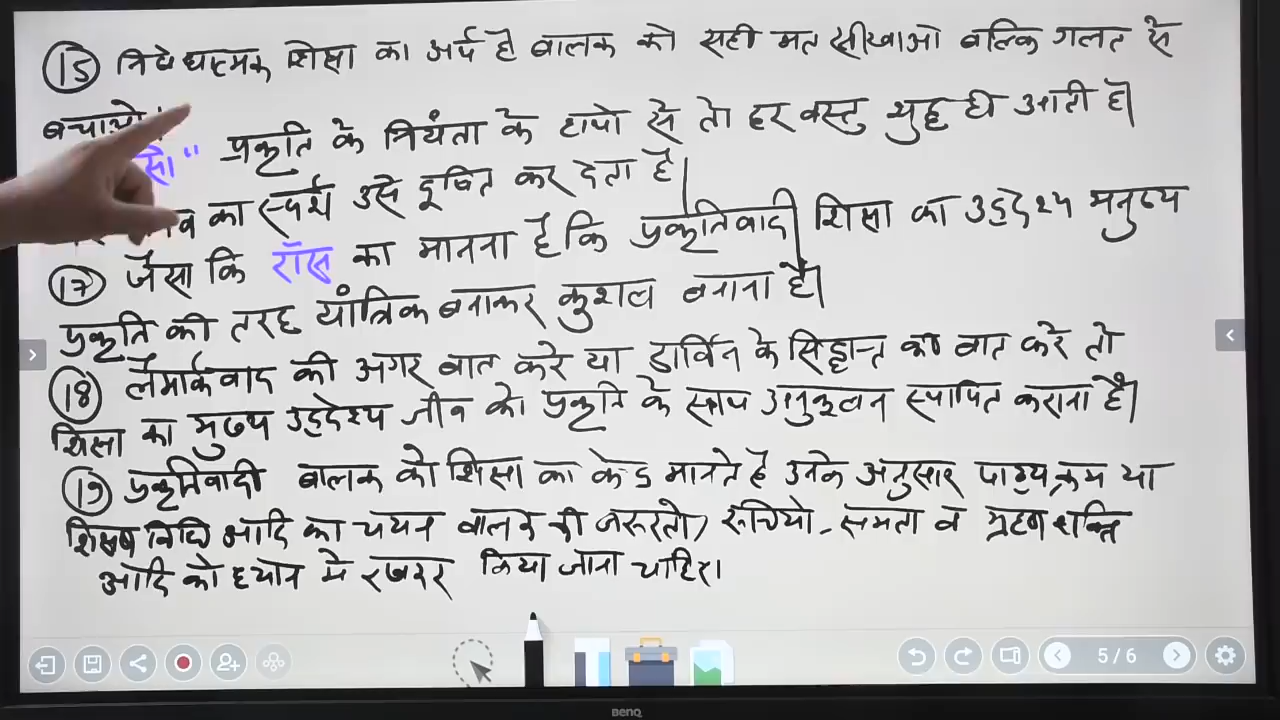 15 निषेधात्मक शिक्षा का अर्थ है बालक को सही मत सीखाओ बल्कि गलत से
बचाओ।
सो" प्रकृति के नियंता के हाथो से तो हर वस्तु शुद्ध ही आती है।
का स्पर्श उसे दूषित कर देता है।
17 जैसा कि रॉस का मानना है कि प्रकृतिवादी शिक्षा का उद्देश्य मनुष्य
प्रकृति की तरह यांत्रिक बनाकर कुशल बनाना है।
18 लैमार्कवाद की अगर बात करे या डार्विन के सिद्धान्त की बात करे तो
शिक्षा का मुख्य उद्देश्य जीव को प्रकृति के साथ अनुकूलन स्थापित कराना है।
19 प्रकृतिवादी बालक को शिक्षा का केन्द्र मानते है उनके अनुसार पाठ्यक्रम या
शिक्षण विधि आदि का चयन बालक की जरूरतो, रूचियो, क्षमता व ग्रहण शक्ति
आदि को ध्यान मे रखकर किया जाना चाहिए।
5/6
BenQ